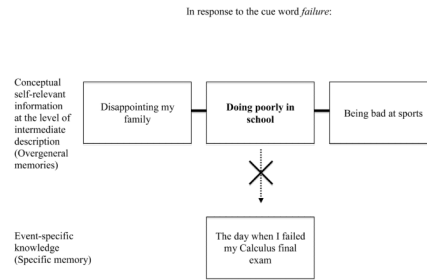 In response to the cue word failure:
Conceptual
self-relevant
information
at the level of
intermediate
description
(Overgeneral
memories)
Disappointing my
family
Doing poorly in
school
Being bad at sports
Event-specific
knowledge
(Specific memory)
The day when I failed
my Calculus final
exam